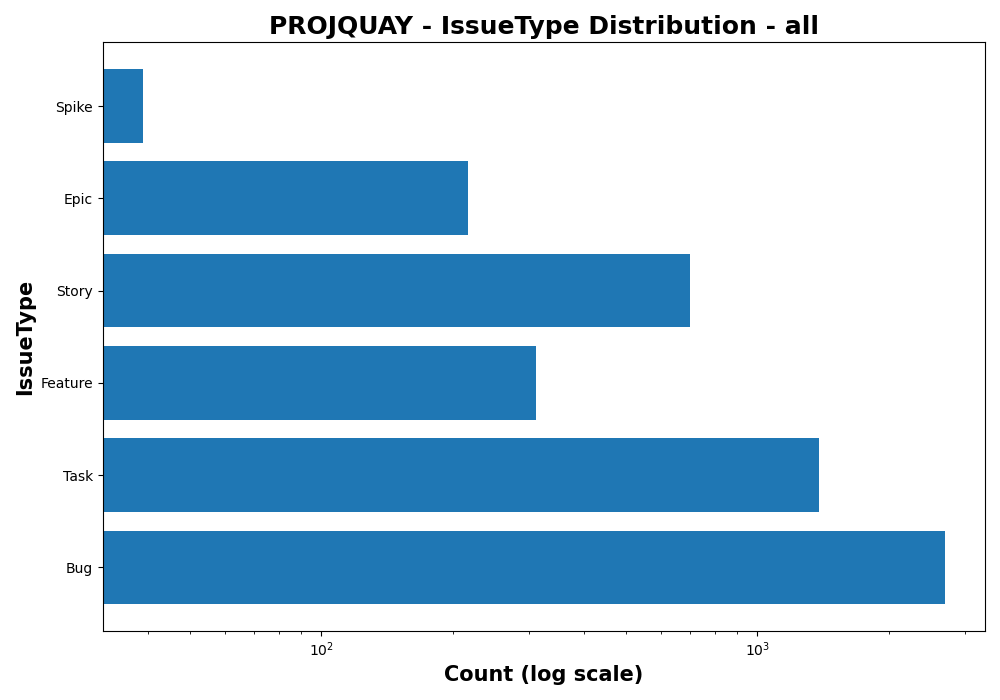 PROJQUAY - IssueType Distribution - all
Spike
Epic
Story
Feature
Task
Bug
IssueType
10²
10³
Count (log scale)